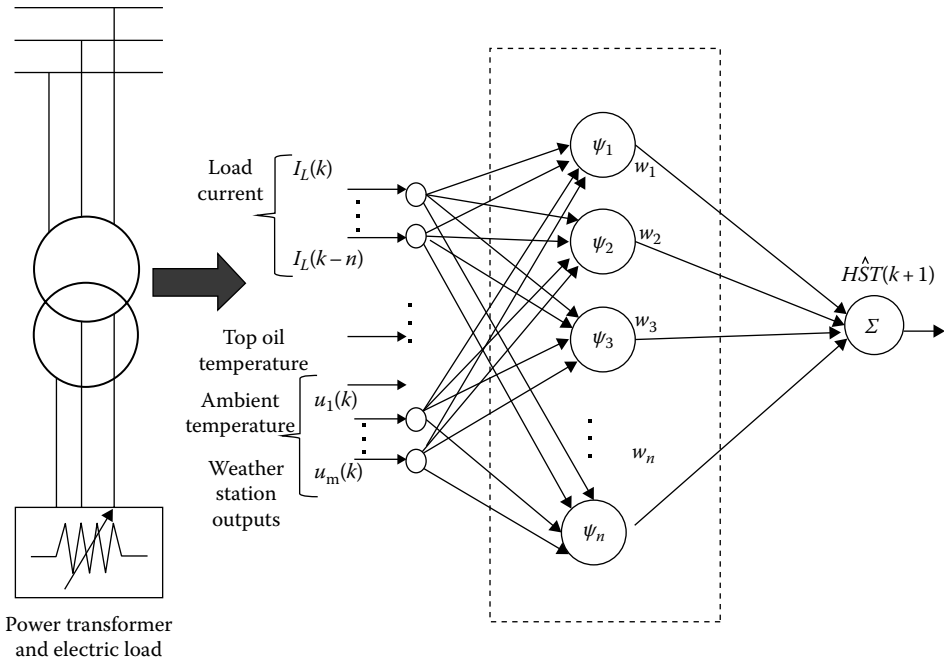 Load
current
I_L(k)
I_L(k−n)
Top oil
temperature
Ambient
temperature
Weather
station
outputs
u_1(k)
u_m(k)
ψ_1
ψ_2
ψ_3
ψ_n
w_1
w_2
w_3
w_n
HŜT(k+1)
Σ
Power transformer
and electric load